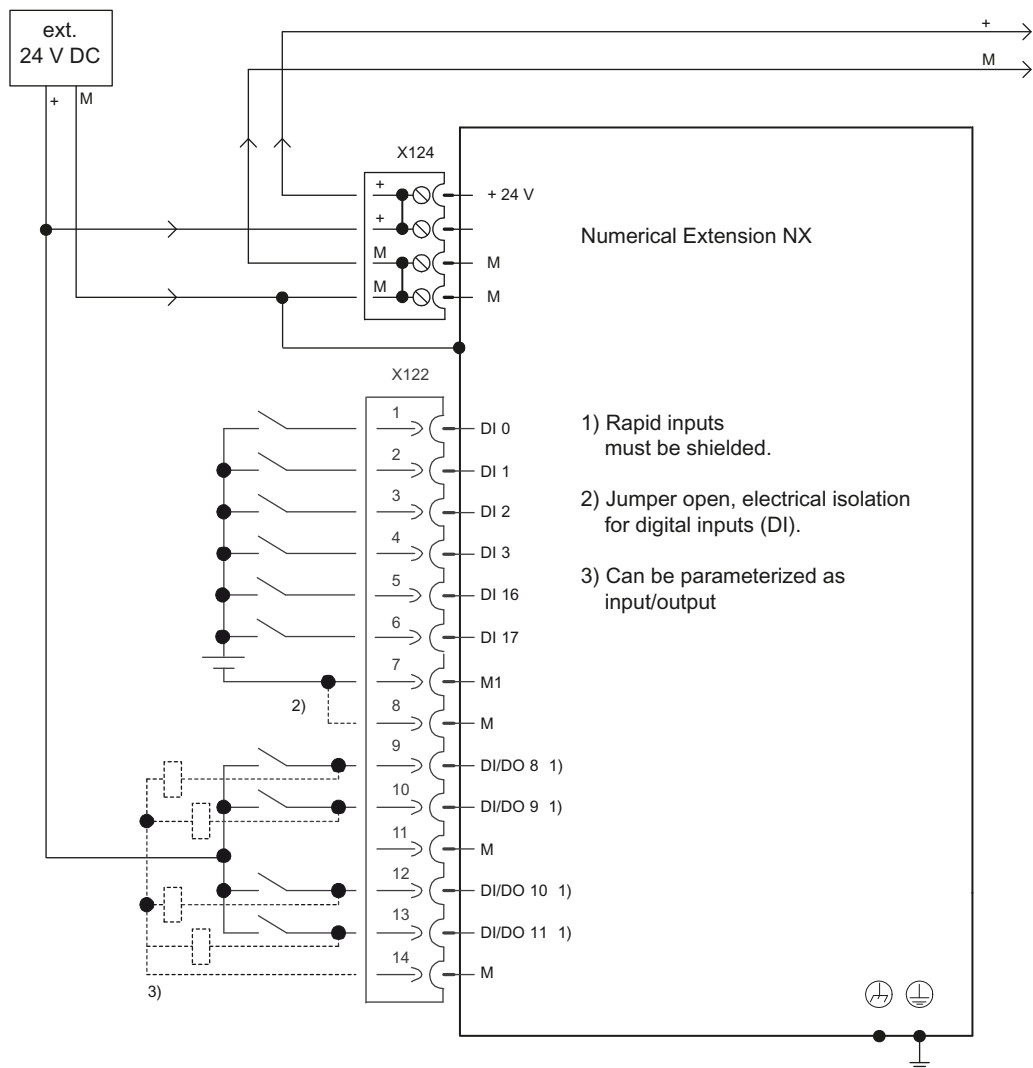 ext.
24 V DC
+ M
+
M
X124
+ + 24 V
+
M M
M M
Numerical Extension NX
X122
1 DI 0
2 DI 1
3 DI 2
4 DI 3
5 DI 16
6 DI 17
7 M1
2)
8 M
9 DI/DO 8 1)
10 DI/DO 9 1)
11 M
12 DI/DO 10 1)
13 DI/DO 11 1)
14 M
3)
1) Rapid inputs
must be shielded.
2) Jumper open, electrical isolation
for digital inputs (DI).
3) Can be parameterized as
input/output